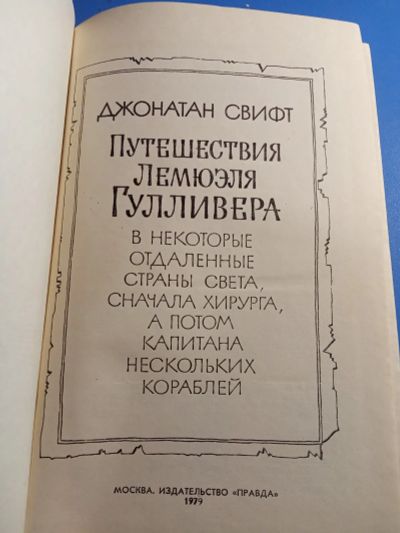 ДЖОНАТАН СВИФТ
ПУТЕШЕСТВИЯ
ЛЕМЮЭЛЯ
ГУЛЛИВЕРА
В НЕКОТОРЫЕ
ОТДАЛЕННЫЕ
СТРАНЫ СВЕТА,
СНАЧАЛА ХИРУРГА,
А ПОТОМ
КАПИТАНА
НЕСКОЛЬКИХ
КОРАБЛЕЙ
МОСКВА. ИЗДАТЕЛЬСТВО «ПРАВДА»
1979